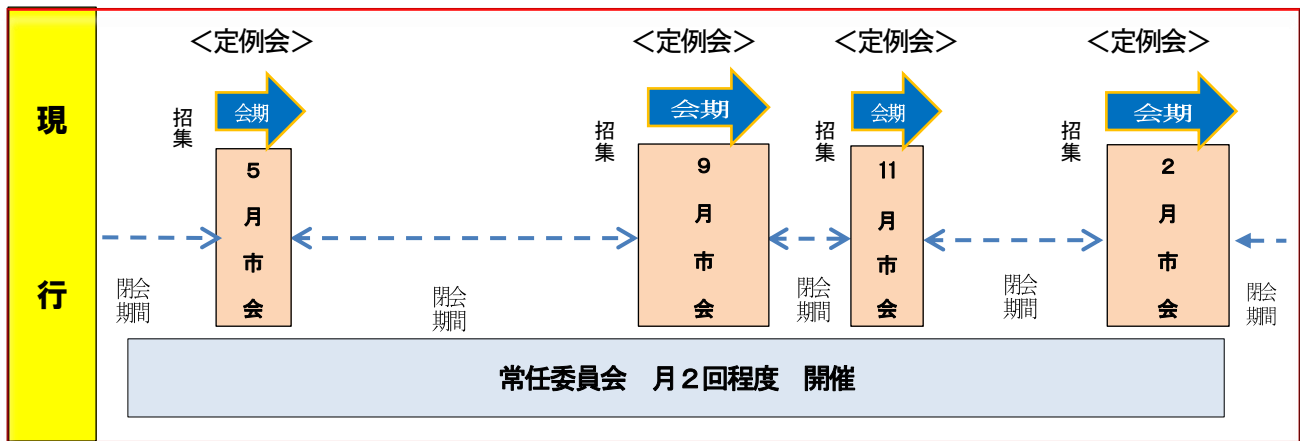 現行
＜定例会＞
＜定例会＞
＜定例会＞
＜定例会＞
招集
会期
招集
会期
招集
会期
招集
会期
５月市会
９月市会
11月市会
２月市会
閉会
期間
閉会
期間
閉会
期間
閉会
期間
閉会
期間
常任委員会　月２回程度　開催